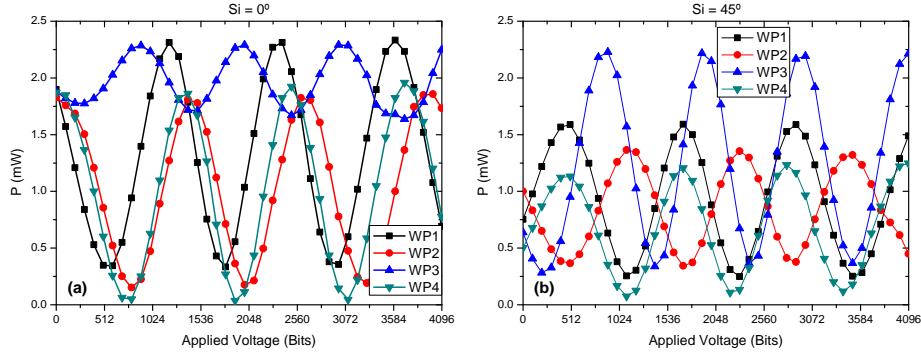 Si = 0º
2.5
2.0
1.5
1.0
0.5
0.0
P (mW)
WP1
WP2
WP3
WP4
(a)
0 512 1024 1536 2048 2560 3072 3584 4096
Applied Voltage (Bits)
Si = 45º
2.5
2.0
1.5
1.0
0.5
0.0
P (mW)
WP1
WP2
WP3
WP4
(b)
0 512 1024 1536 2048 2560 3072 3584 4096
Applied Voltage (Bits)